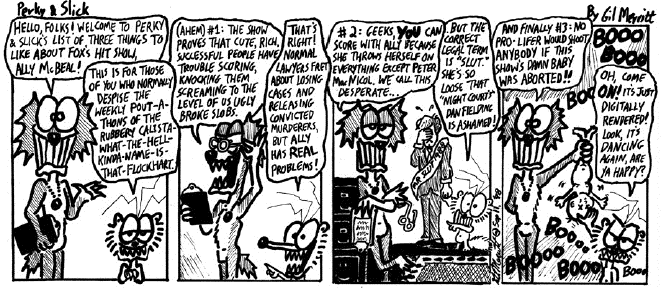 Perky & Slick
By Gil Merritt
HELLO, FOLKS! WELCOME TO PERKY
& SLICK'S LIST OF THREE THINGS TO
LIKE ABOUT FOX'S HIT SHOW,
ALLY McBEAL!
THIS IS FOR THOSE
OF YOU WHO NORMALLY
DESPISE THE
WEEKLY POUT-A-
THONS OF THE
RUBBERY CALISTA-
WHAT-THE-HELL-
KINDA-NAME-IS-
THAT-FLOCKHART.
(AHEM) #1: THE SHOW
PROVES THAT CUTE, RICH,
SUCCESSFUL PEOPLE HAVE
TROUBLE SCORING,
KNOCKING THEM
SCREAMING TO THE
LEVEL OF US UGLY
BROKE SLOBS.
THAT'S
RIGHT!
NORMAL
LAWYERS FRET
ABOUT LOSING
CASES AND
RELEASING
CONVICTED
MURDERERS,
BUT ALLY
HAS REAL
PROBLEMS!
#2: GEEKS, YOU CAN
SCORE WITH ALLY BECAUSE
SHE THROWS HERSELF ON
EVERYTHING EXCEPT PETER
MacNICOL. WE CALL THIS
DESPERATE...
BUT THE
CORRECT
LEGAL TERM
IS "SLUT."
SHE'S SO
LOOSE THAT
"NIGHT COURT'S"
DAN FIELDING
IS ASHAMED!
AND FINALLY #3: NO
PRO-LIFER WOULD SHOOT
ANYBODY IF THIS
SHOW'S DAMN BABY
WAS ABORTED!!
BOOO
BOOO
OH, COME
ON! IT'S JUST
DIGITALLY
RENDERED!
LOOK, IT'S
DANCING
AGAIN, ARE
YA HAPPY?
BOOO
BOOO
BOOO
BOOO
BOOO